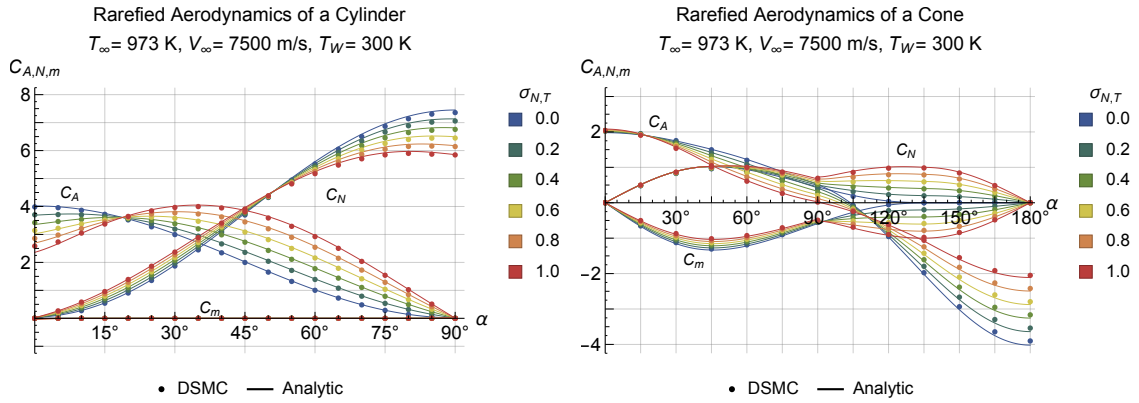 Rarefied Aerodynamics of a Cylinder
T∞= 973 K, V∞= 7500 m/s, TW= 300 K
CA,N,m
8
6
4
2
0
CA
CN
Cm
15°
30°
45°
60°
75°
90°
α
σN,T
0.0
0.2
0.4
0.6
0.8
1.0
DSMC
Analytic
Rarefied Aerodynamics of a Cone
T∞= 973 K, V∞= 7500 m/s, TW= 300 K
CA,N,m
2
0
-2
-4
CA
CN
Cm
30°
60°
90°
120°
150°
180°
α
σN,T
0.0
0.2
0.4
0.6
0.8
1.0
DSMC
Analytic